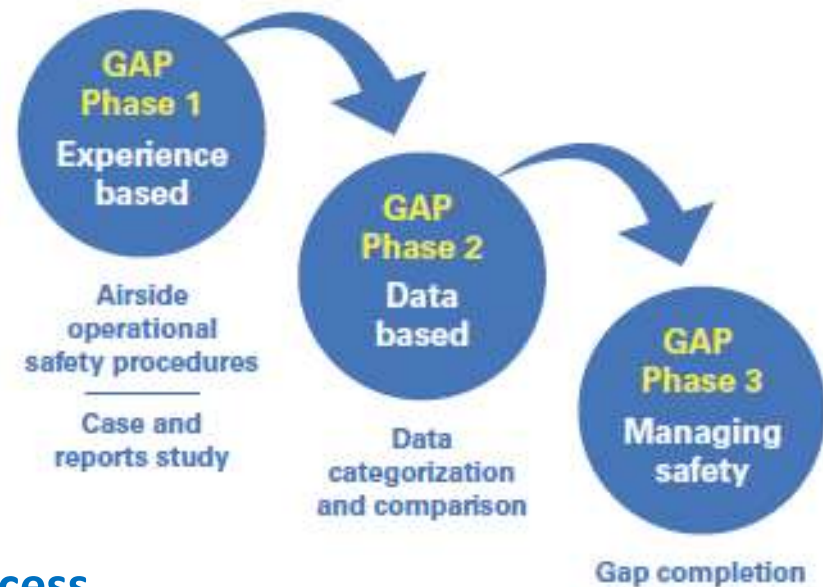 GAP
Phase 1
Experience
based
Airside
operational
safety procedures
Case and
reports study
GAP
Phase 2
Data
based
Data
categorization
and comparison
GAP
Phase 3
Managing
safety
Gap completion